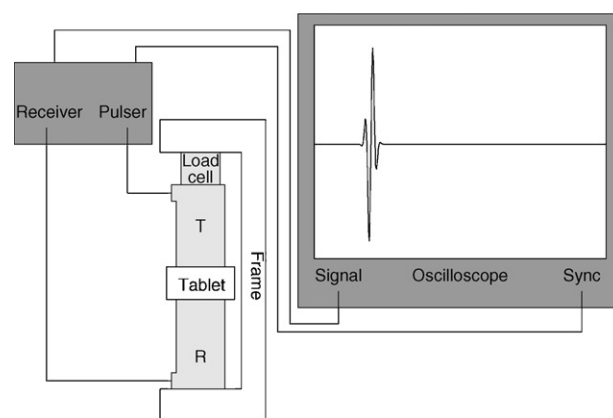 Receiver Pulser
Load
cell
T
Frame
Tablet
R
Signal Oscilloscope Sync